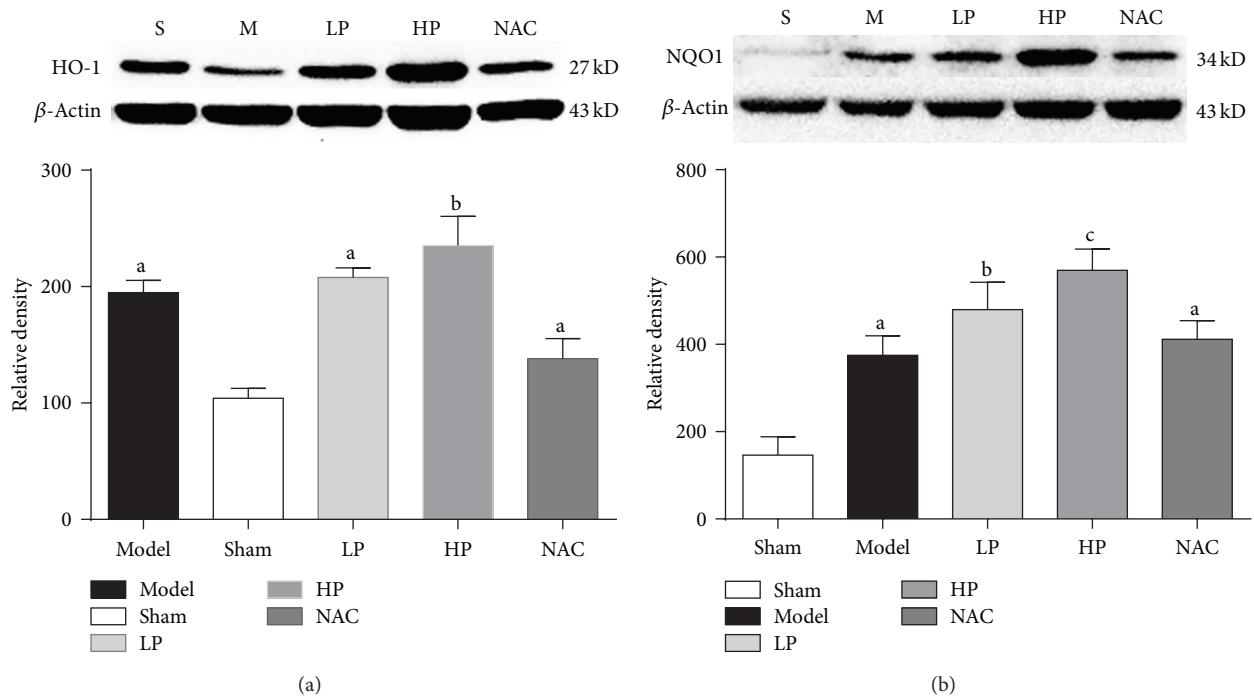 S M LP HP NAC
HO-1 27 kD
β-Actin 43 kD
300
200
100
0
Relative density
a
a
b
a
Model Sham LP HP NAC
Model
Sham
LP
HP
NAC
(a)
S M LP HP NAC
NQO1 34 kD
β-Actin 43 kD
800
600
400
200
0
Relative density
a
b
c
a
Sham Model LP HP NAC
Sham
Model
LP
HP
NAC
(b)